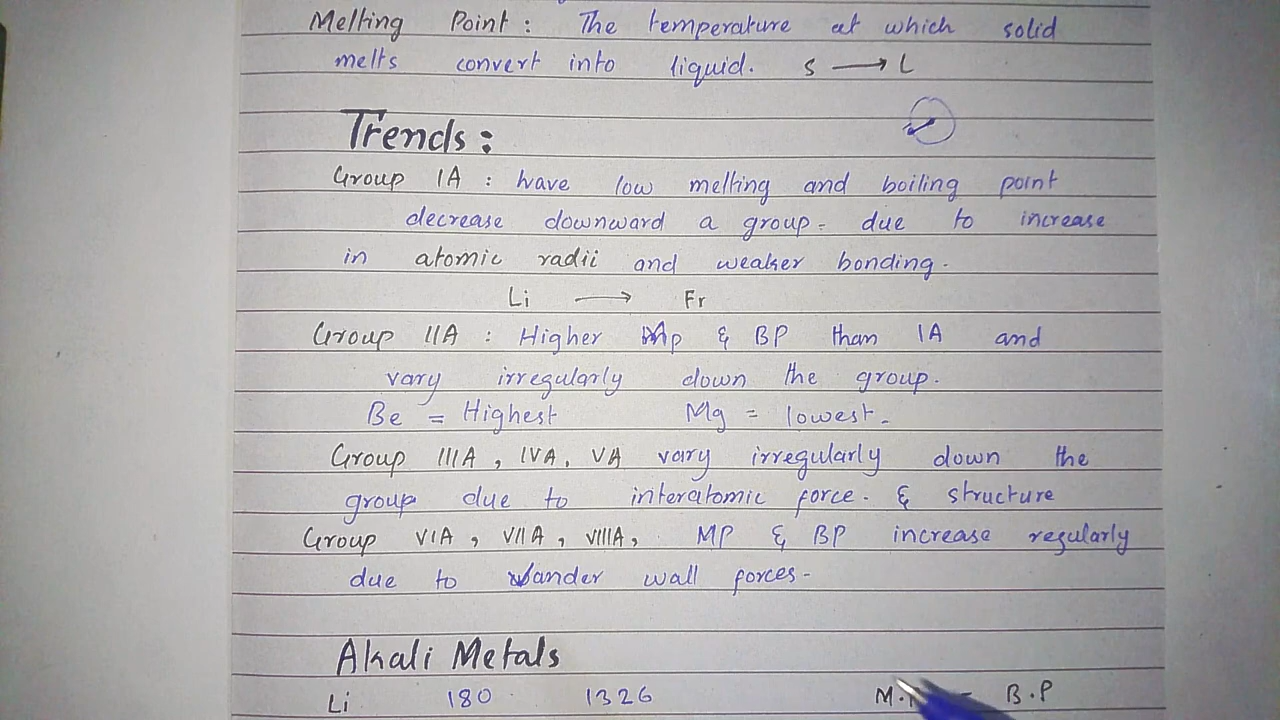 Melting Point : The temperature at which solid
melts convert into liquid. S → L
Trends :
Group IA : have low melting and boiling point
decrease downward a group - due to increase
in atomic radii and weaker bonding.
Li → Fr
Group IIA : Higher Mp & BP than IA and
vary irregularly down the group.
Be = Highest Mg = lowest.
Group IIIA, IVA, VA vary irregularly down the
group due to interatomic force. & structure
Group VIA, VIIA, VIIIA, MP & BP increase regularly
due to Vander wall forces.
Akali Metals
Li 180 1326 B.P